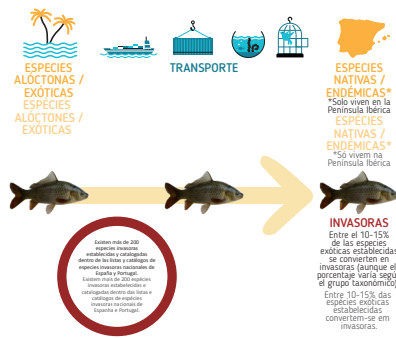 ESPECIES
ALÓCTONAS /
EXÓTICAS
ESPÉCIES
ALÓCTONES /
EXÓTICAS
TRANSPORTE
ESPECIES
NATIVAS /
ENDÉMICAS*
*Solo viven en la
Península Ibérica
ESPÉCIES
NATIVAS /
ENDÉMICAS*
*Só vivem na
Península Ibérica
Existen más de 200
especies invasoras
establecidas y catalogadas
dentro de las listas y catálogos de
especies invasoras nacionales de
España y Portugal.
Existem mais de 200 espécies
invasoras estabelecidas e
catalogadas dentro das listas e
catálogos de espécies
invasoras nacionais de
Espanha e Portugal.
INVASORAS
Entre el 10-15%
de las especies
exóticas establecidas
se convierten en
invasoras (aunque el
porcentaje varía según
el grupo taxonómico)
Entre 10-15% das
espécies exóticas
estabelecidas
convertem-se em
invasoras.